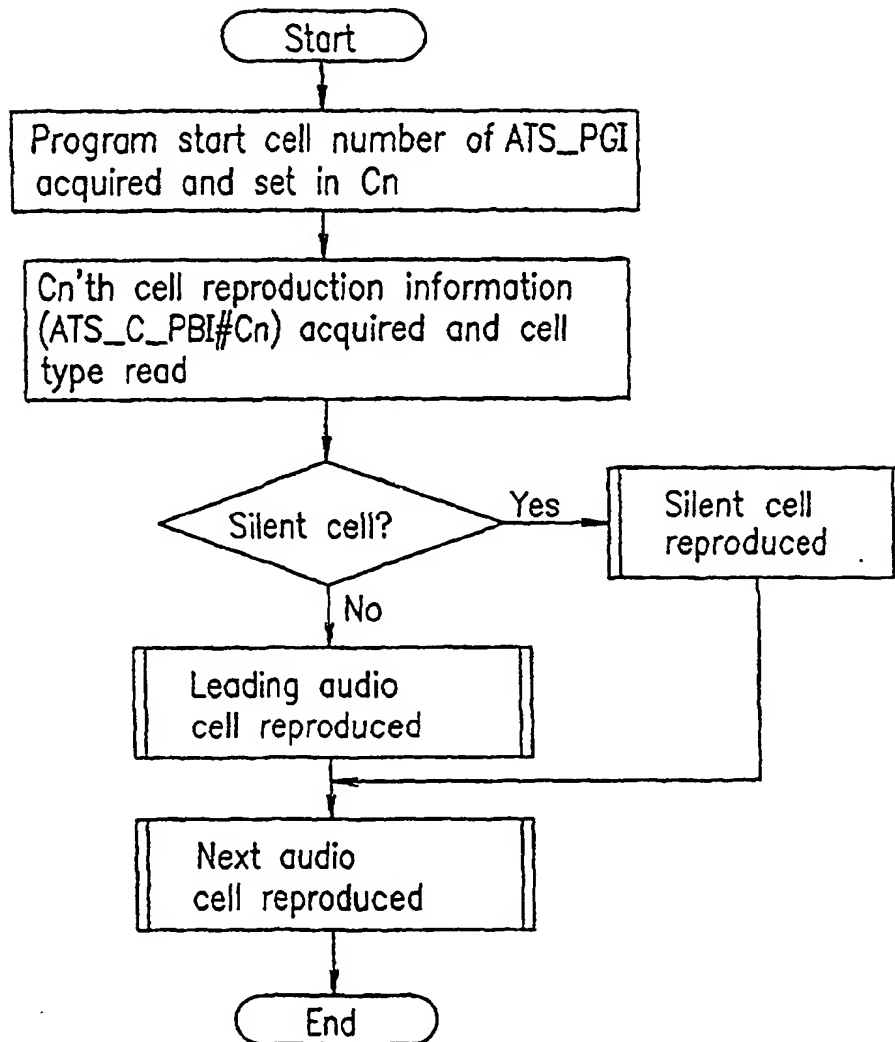 Start
Program start cell number of ATS_PGI
acquired and set in Cn
Cn'th cell reproduction information
(ATS_C_PBI#Cn) acquired and cell
type read
Silent cell?
Yes
Silent cell
reproduced
No
Leading audio
cell reproduced
Next audio
cell reproduced
End